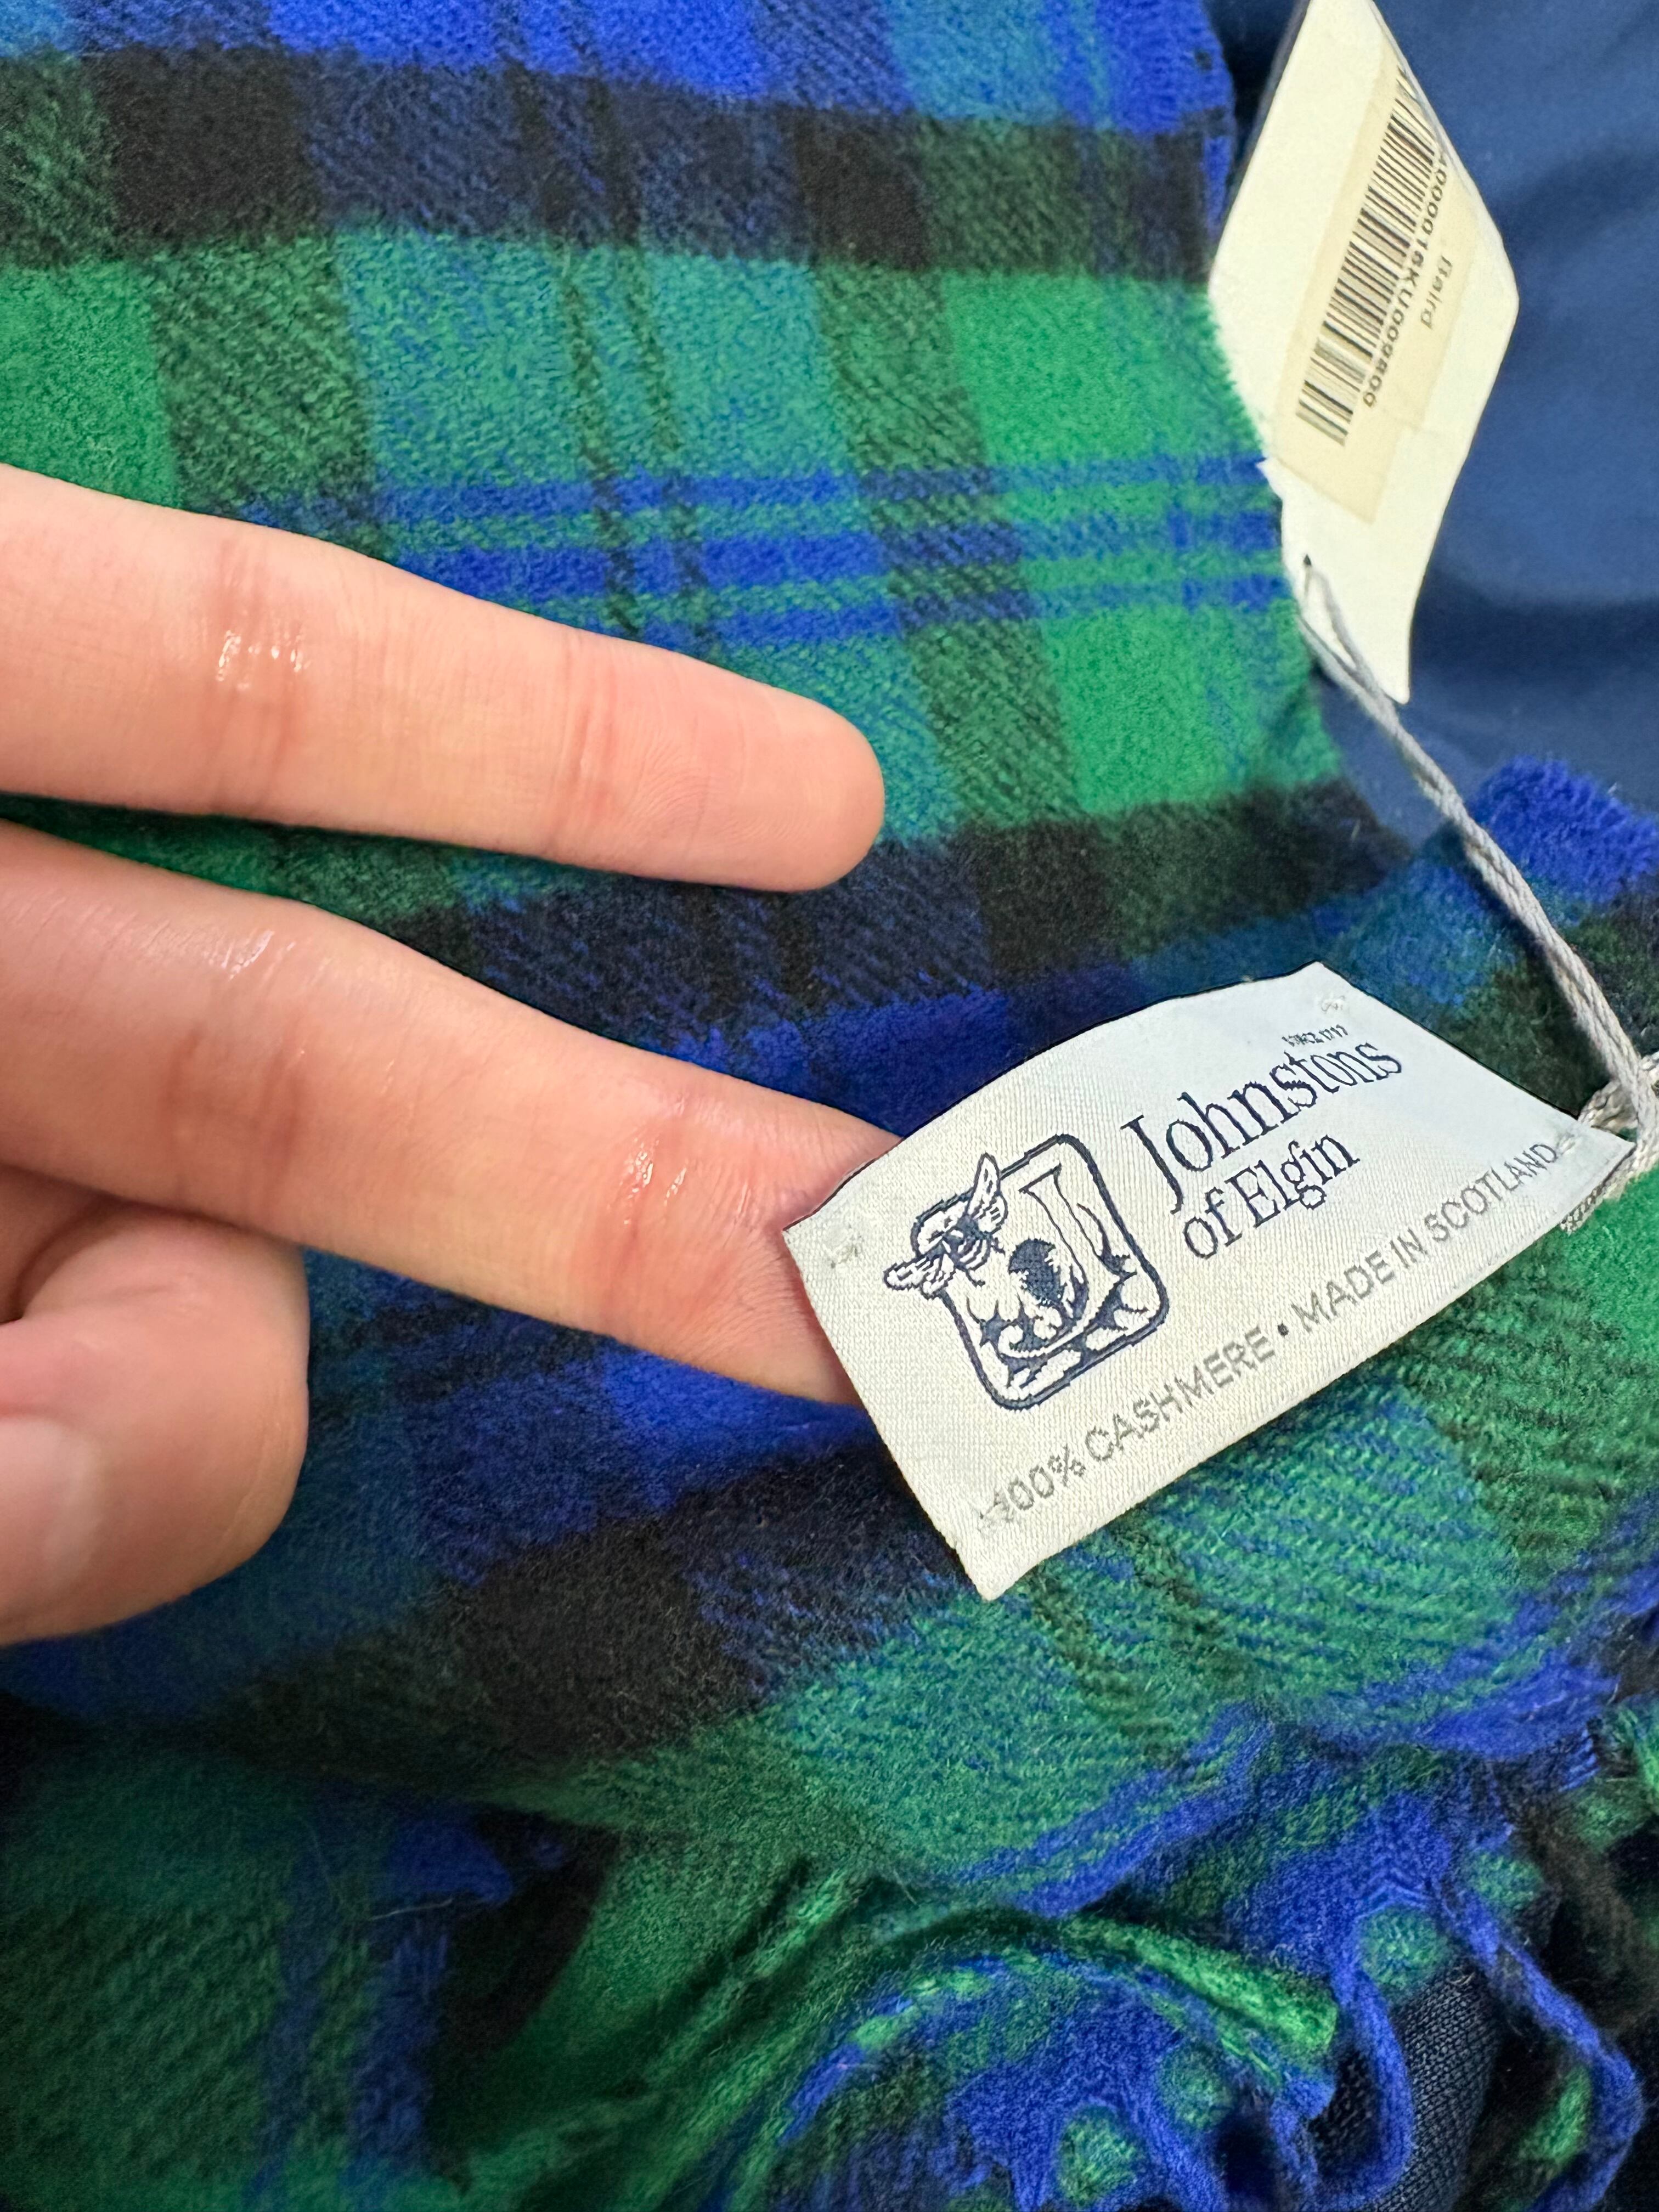 Baird
Johnstons
of Elgin
100% CASHMERE • MADE IN SCOTLAND